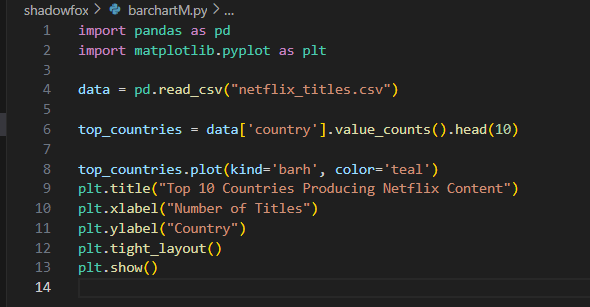 shadowfox > barchartM.py > ...
1 import pandas as pd
2 import matplotlib.pyplot as plt
3
4 data = pd.read_csv("netflix_titles.csv")
5
6 top_countries = data['country'].value_counts().head(10)
7
8 top_countries.plot(kind='barh', color='teal')
9 plt.title("Top 10 Countries Producing Netflix Content")
10 plt.xlabel("Number of Titles")
11 plt.ylabel("Country")
12 plt.tight_layout()
13 plt.show()
14